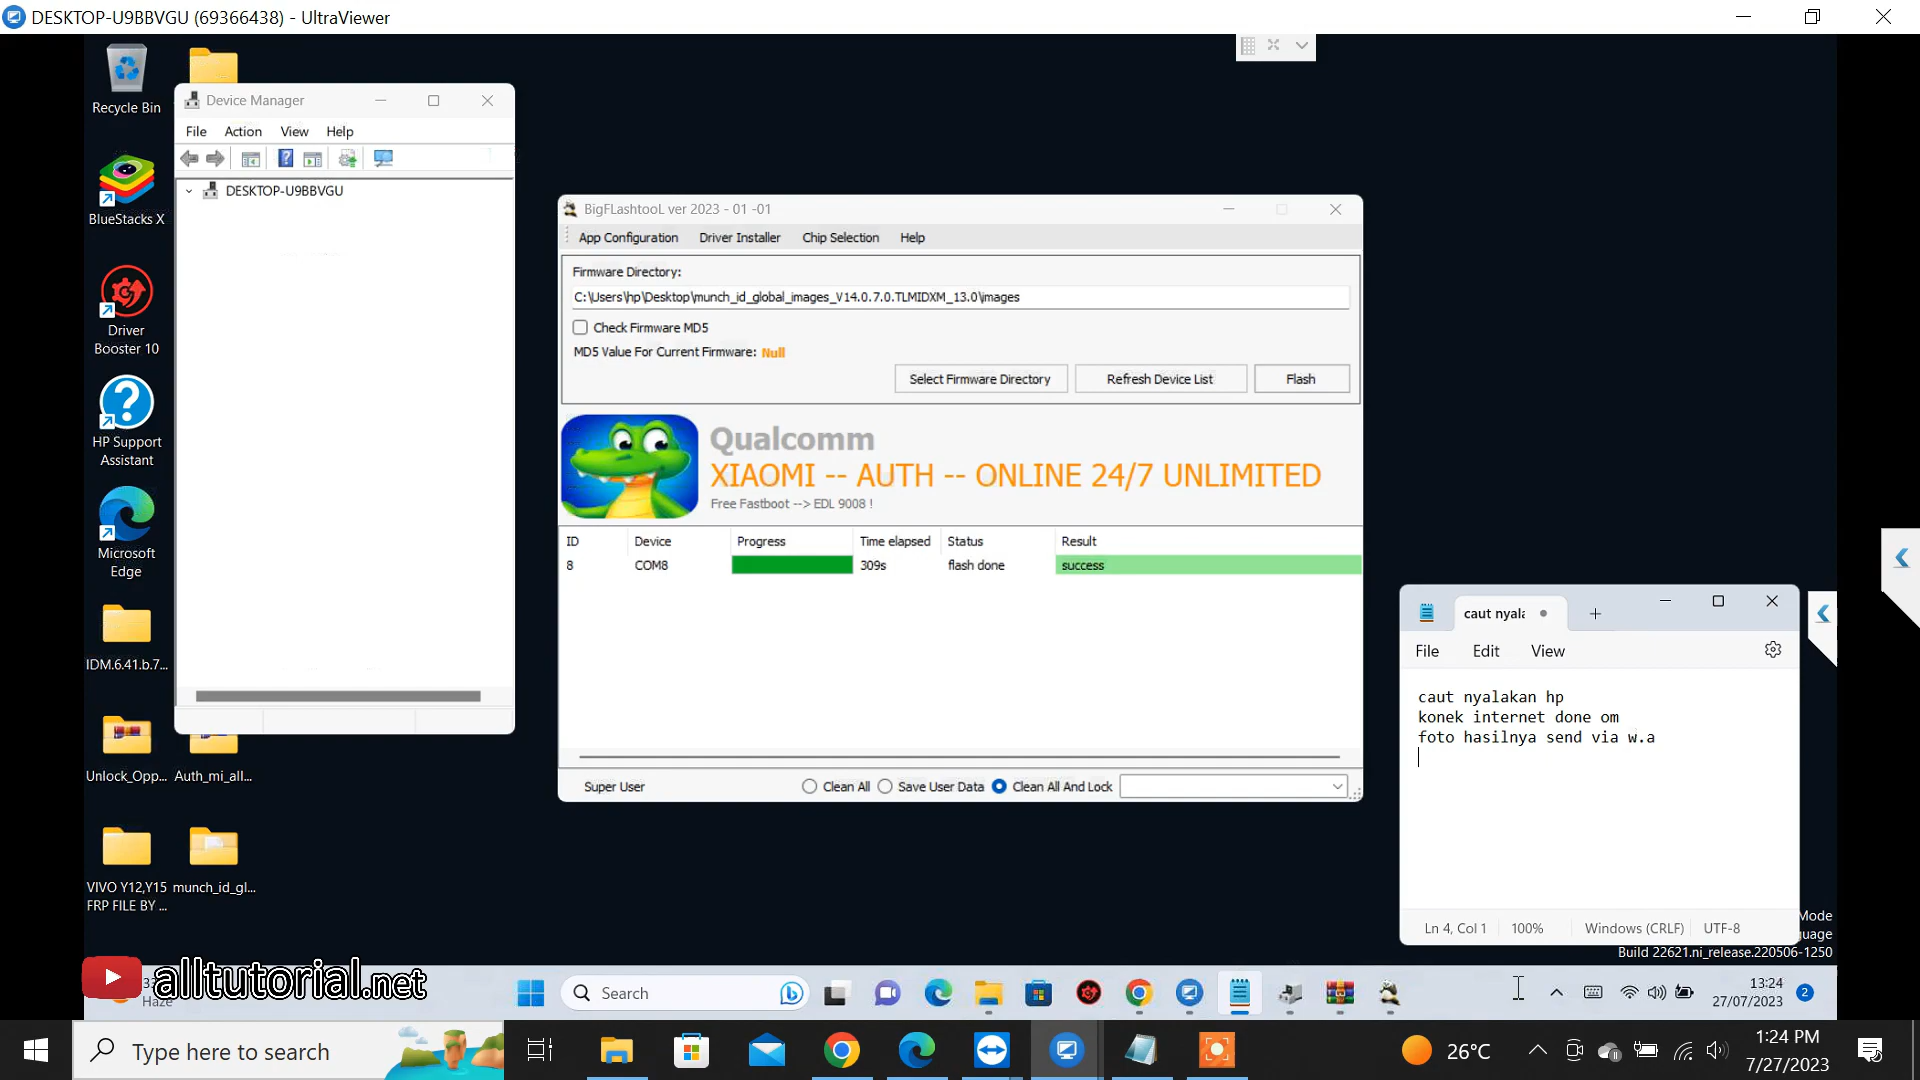 DESKTOP-U9BBVGU (69366438) - UltraViewer
Recycle Bin
BlueStacks X
Driver
Booster 10
HP Support
Assistant
Microsoft
Edge
IDM.6.41.b.7...
Unlock_Opp...
Auth_mi_all...
VIVO Y12,Y15
FRP FILE BY ...
munch_id_gl...
Device Manager
File Action View Help
DESKTOP-U9BBVGU
BigFLashtooL ver 2023 - 01 -01
App Configuration Driver Installer Chip Selection Help
Firmware Directory:
C:\Users\hp\Desktop\munch_id_global_images_V14.0.7.0.TLMIDXM_13.0\images
Check Firmware MD5
MD5 Value For Current Firmware: Null
Select Firmware Directory Refresh Device List Flash
Qualcomm
XIAOMI -- AUTH -- ONLINE 24/7 UNLIMITED
Free Fastboot --> EDL 9008 !
ID Device Progress Time elapsed Status Result
8 COM8 309s flash done success
Super User Clean All Save User Data Clean All And Lock
caut nyala
File Edit View
caut nyalakan hp
konek internet done om
foto hasilnya send via w.a
Ln 4, Col 1 100% Windows (CRLF) UTF-8
Mode
Build 22621.ni_release.220506-1250
alltutorial.net
Haze
Search
13:24
27/07/2023
2
Type here to search
26°C
1:24 PM
7/27/2023